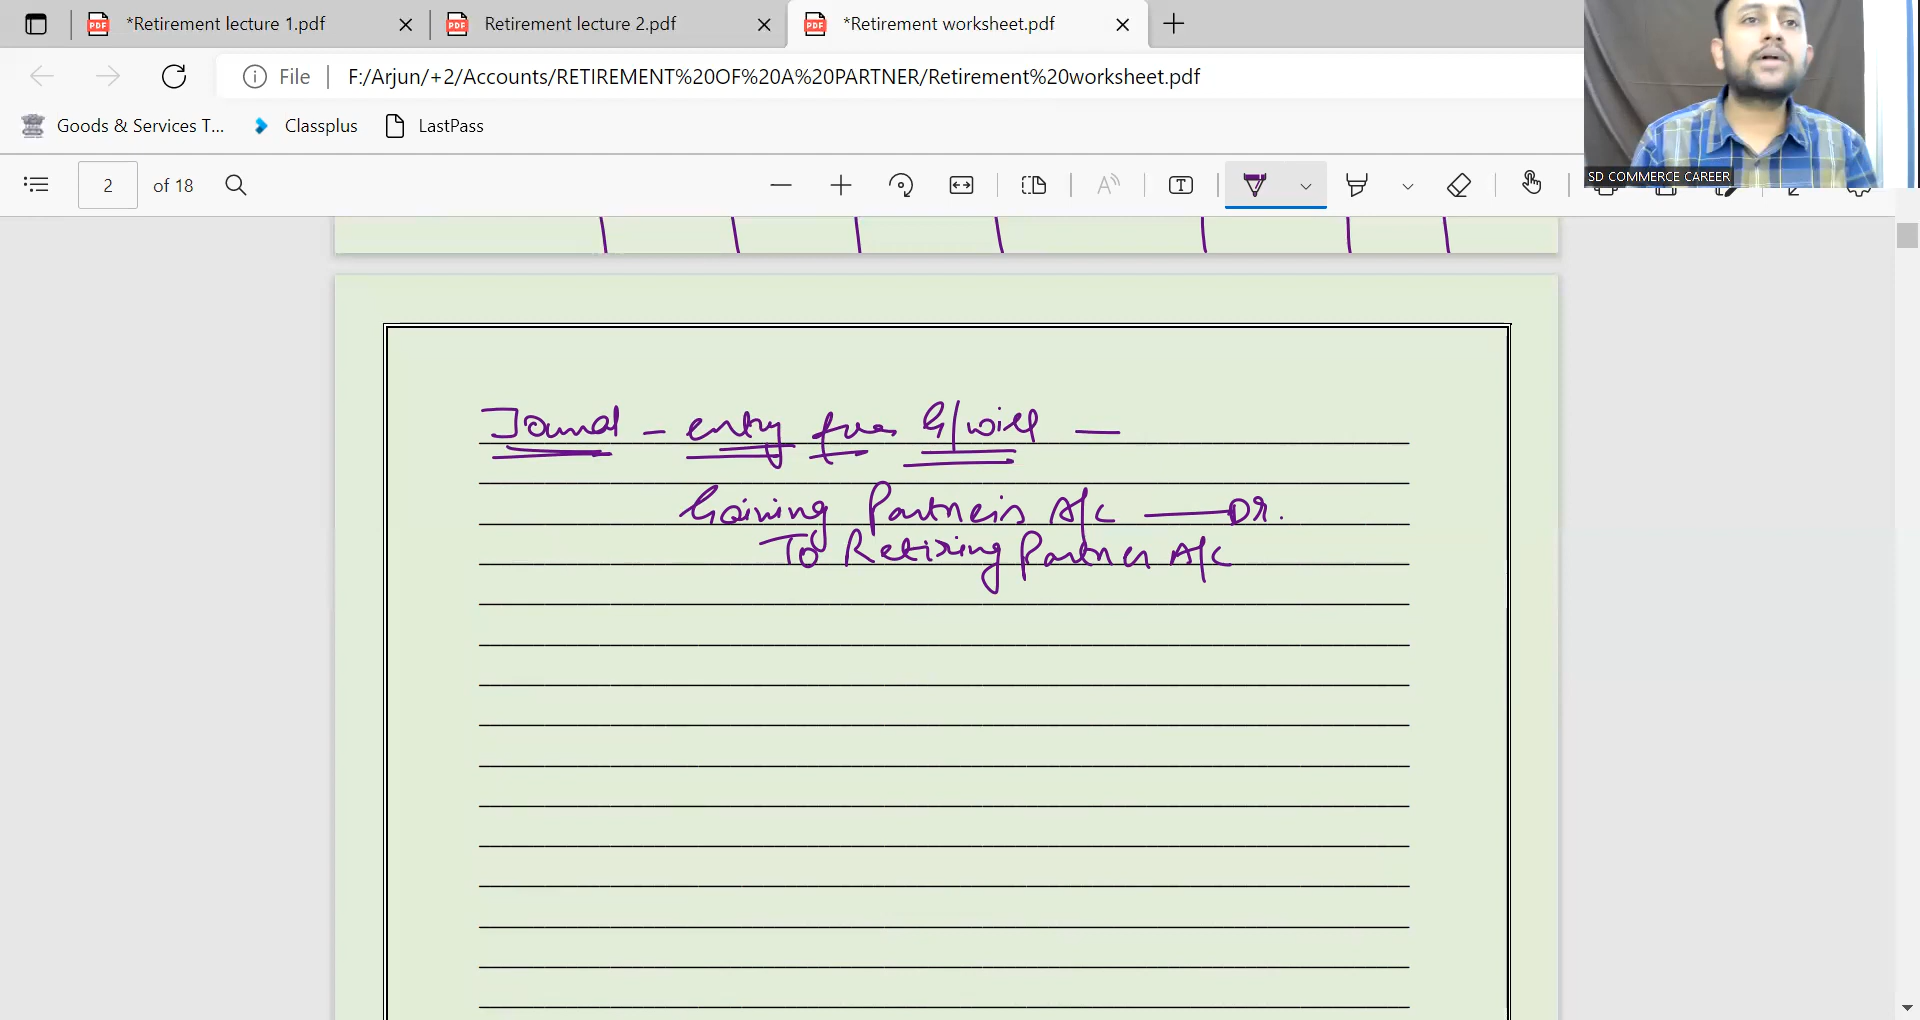 *Retirement lecture 1.pdf
Retirement lecture 2.pdf
*Retirement worksheet.pdf
File
F:/Arjun/+2/Accounts/RETIREMENT%20OF%20A%20PARTNER/Retirement%20worksheet.pdf
Goods & Services T...
Classplus
LastPass
2 of 18
SD COMMERCE CAREER
Journal - entry for G/will —
Gaining Partners A/c — Dr.
To Retiring Partner A/c